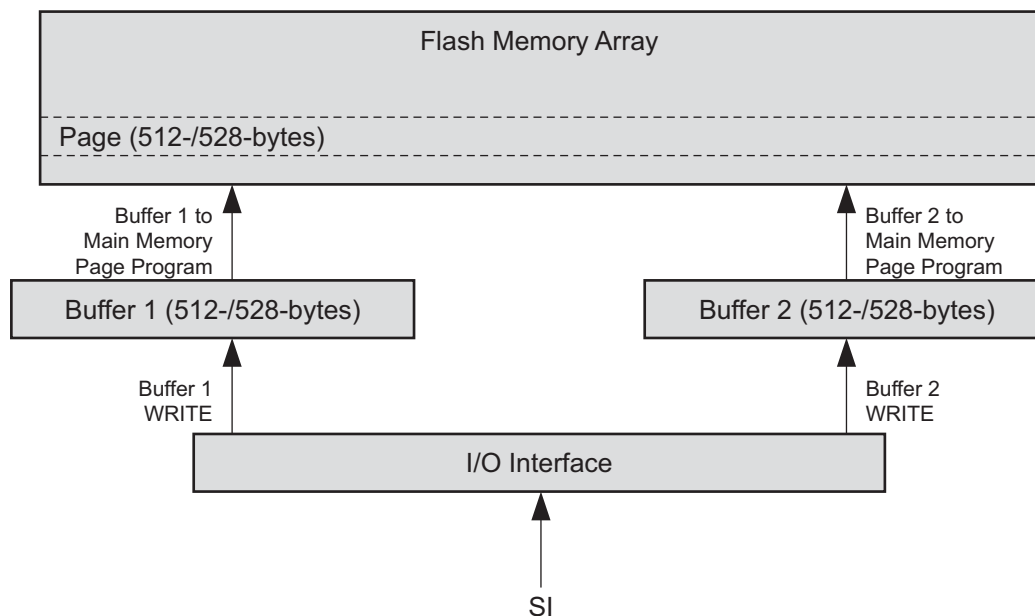 Flash Memory Array
Page (512-/528-bytes)
Buffer 1 to
Main Memory
Page Program
Buffer 2 to
Main Memory
Page Program
Buffer 1 (512-/528-bytes)
Buffer 2 (512-/528-bytes)
Buffer 1
WRITE
Buffer 2
WRITE
I/O Interface
SI